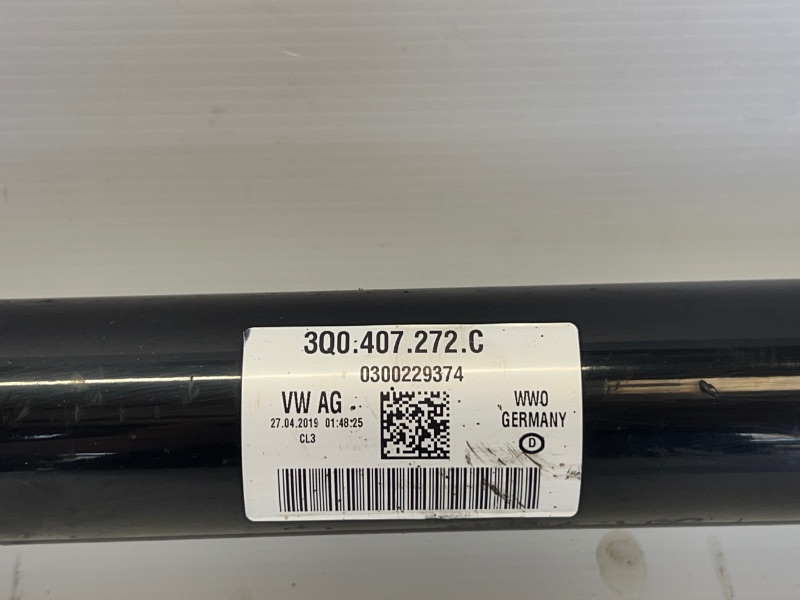 3Q0.407.272.C
0300229374
VW AG
27.04.2019 01:48:25
CL3
WWO
GERMANY
D